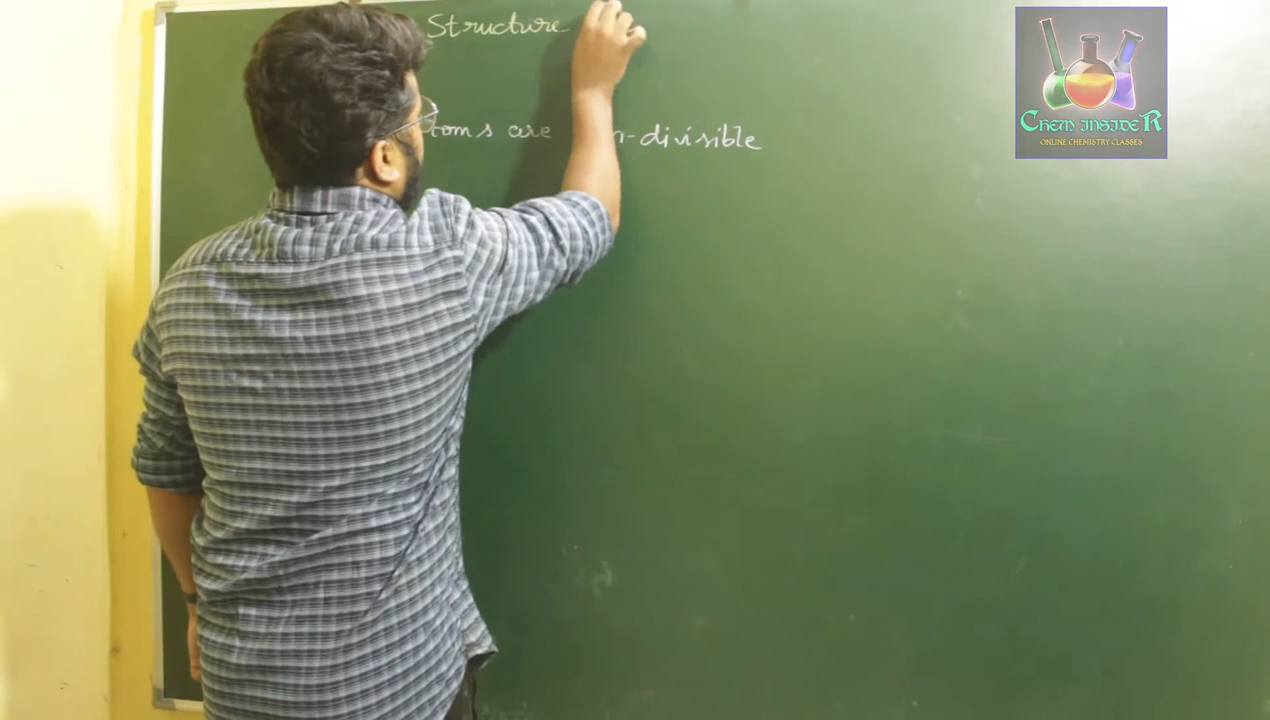 Structure
toms are n-divisible
CHEM INSIDER
ONLINE CHEMISTRY CLASSES